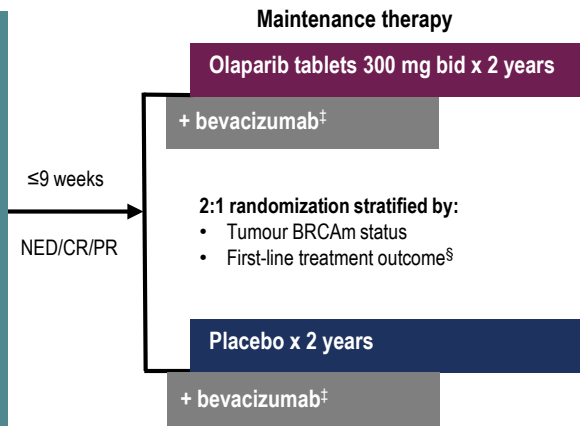 Maintenance therapy
Olaparib tablets 300 mg bid x 2 years
+ bevacizumab‡
≤9 weeks
NED/CR/PR
2:1 randomization stratified by:
• Tumour BRCAm status
• First-line treatment outcome§
Placebo x 2 years
+ bevacizumab‡